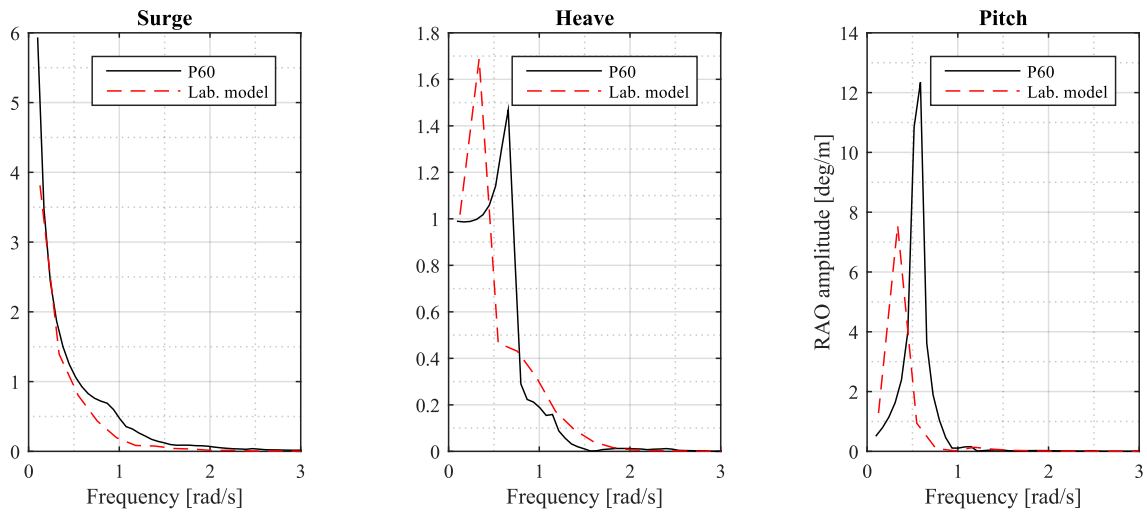 Surge
6
5
4
3
2
1
0
P60
Lab. model
0 1 2 3
Frequency [rad/s]
Heave
1.8
1.6
1.4
1.2
1
0.8
0.6
0.4
0.2
0
P60
Lab. model
0 1 2 3
Frequency [rad/s]
Pitch
RAO amplitude [deg/m]
14
12
10
8
6
4
2
0
P60
Lab. model
0 1 2 3
Frequency [rad/s]